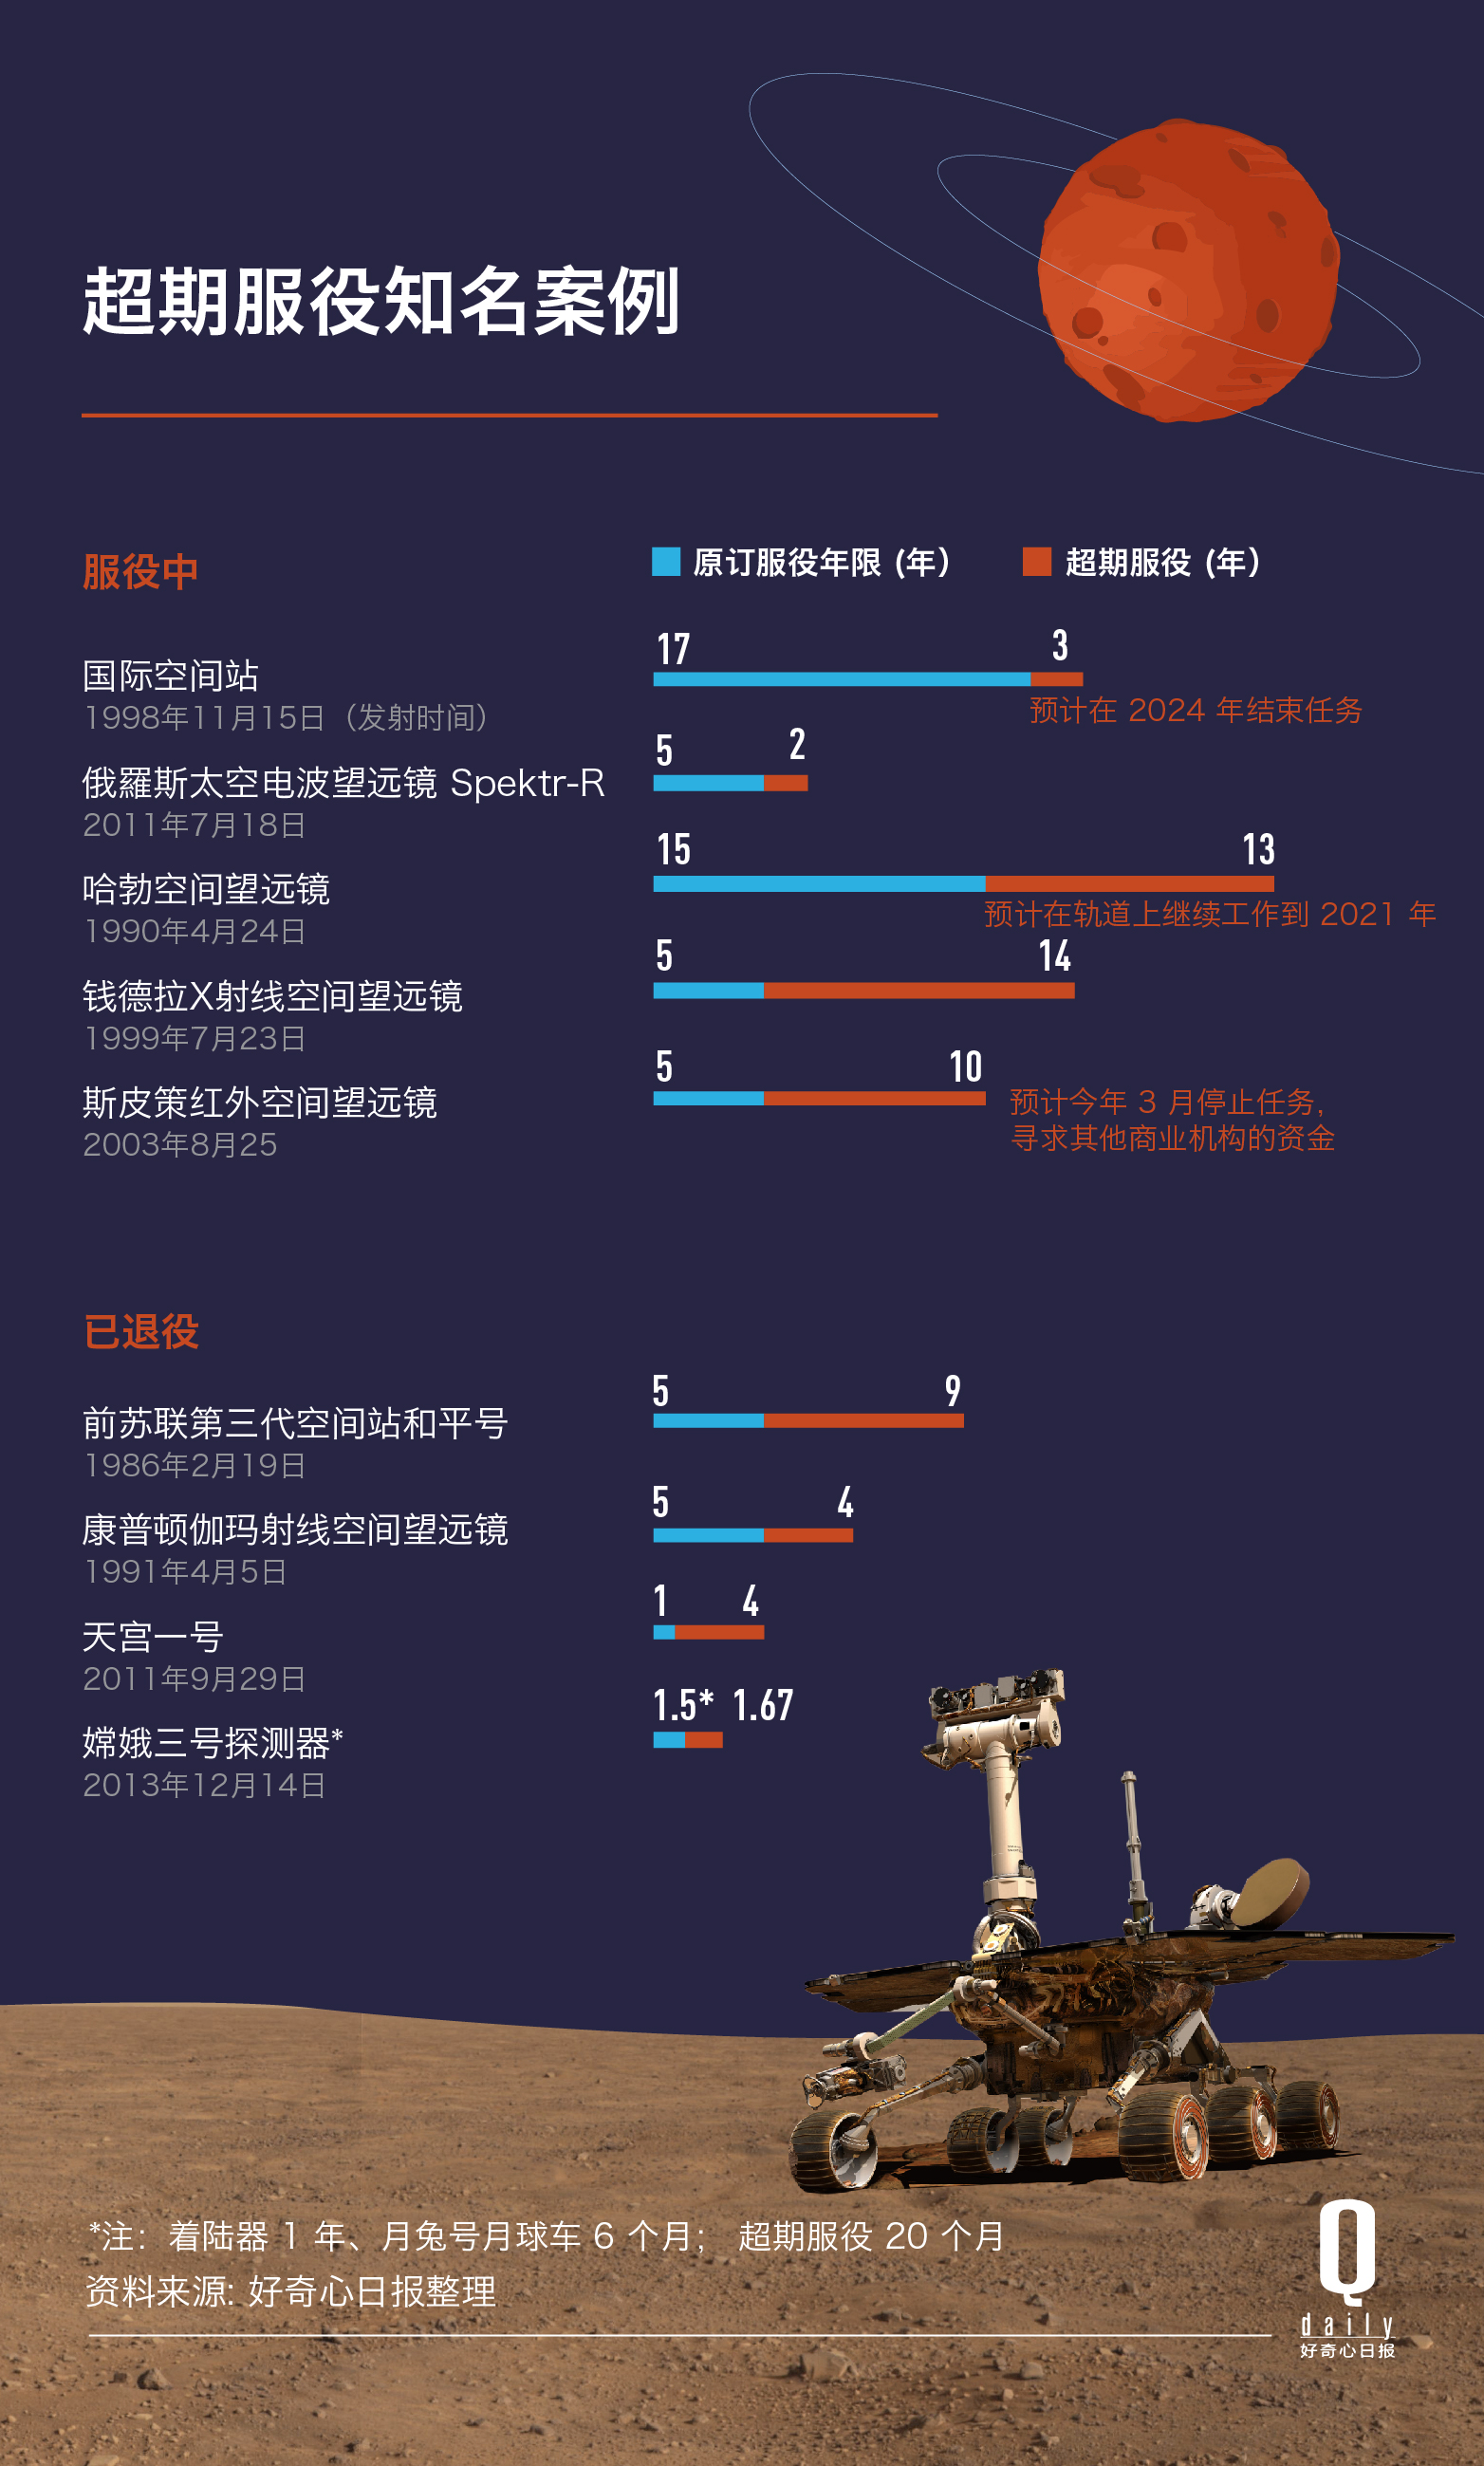 超期服役知名案例
服役中
原订服役年限 (年)
超期服役 (年)
国际空间站
1998年11月15日（发射时间）
17
3
预计在 2024 年结束任务
俄羅斯太空电波望远镜 Spektr-R
2011年7月18日
5
2
哈勃空间望远镜
1990年4月24日
15
13
预计在轨道上继续工作到 2021 年
钱德拉X射线空间望远镜
1999年7月23日
5
14
斯皮策红外空间望远镜
2003年8月25
5
10
预计今年 3 月停止任务，
寻求其他商业机构的资金
已退役
前苏联第三代空间站和平号
1986年2月19日
5
9
康普顿伽玛射线空间望远镜
1991年4月5日
5
4
天宫一号
2011年9月29日
1
4
嫦娥三号探测器*
2013年12月14日
1.5*
1.67
*注：着陆器 1 年、月兔号月球车 6 个月； 超期服役 20 个月
资料来源: 好奇心日报整理
Q
daily
好奇心日报